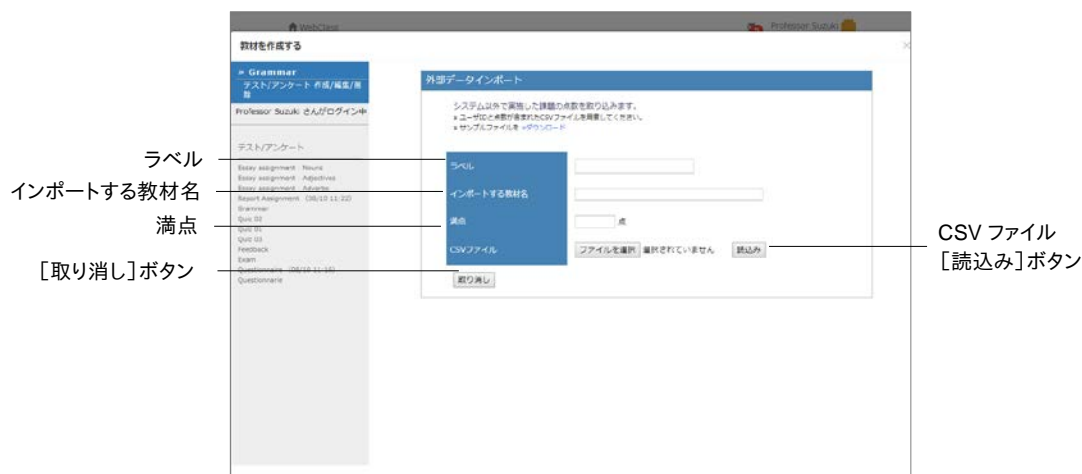 WebClass
Professor Suzuki
教材を作成する
×
» Grammar
テスト/アンケート 作成/編集/削
除
Professor Suzuki さんがログイン中
テスト/アンケート
Essay assignment : Nouns
Essay assignment : Adjectives
Essay assignment : Adverbs
Report Assignment (08/10 11:22)
Grammar
Quiz 02
Quiz 01
Quiz 03
Feedback
Exam
Questionnaire (08/10 11:16)
Questionnarie
外部データインポート
システム以外で実施した課題の点数を取り込みます。
» ユーザIDと点数が含まれたCSVファイルを用意してください。
» サンプルファイルを »ダウンロード
ラベル
インポートする教材名
満点
点
CSVファイル
ファイルを選択 選択されていません 読込み
取り消し
ラベル
インポートする教材名
満点
［取り消し］ボタン
CSV ファイル
［読込み］ボタン